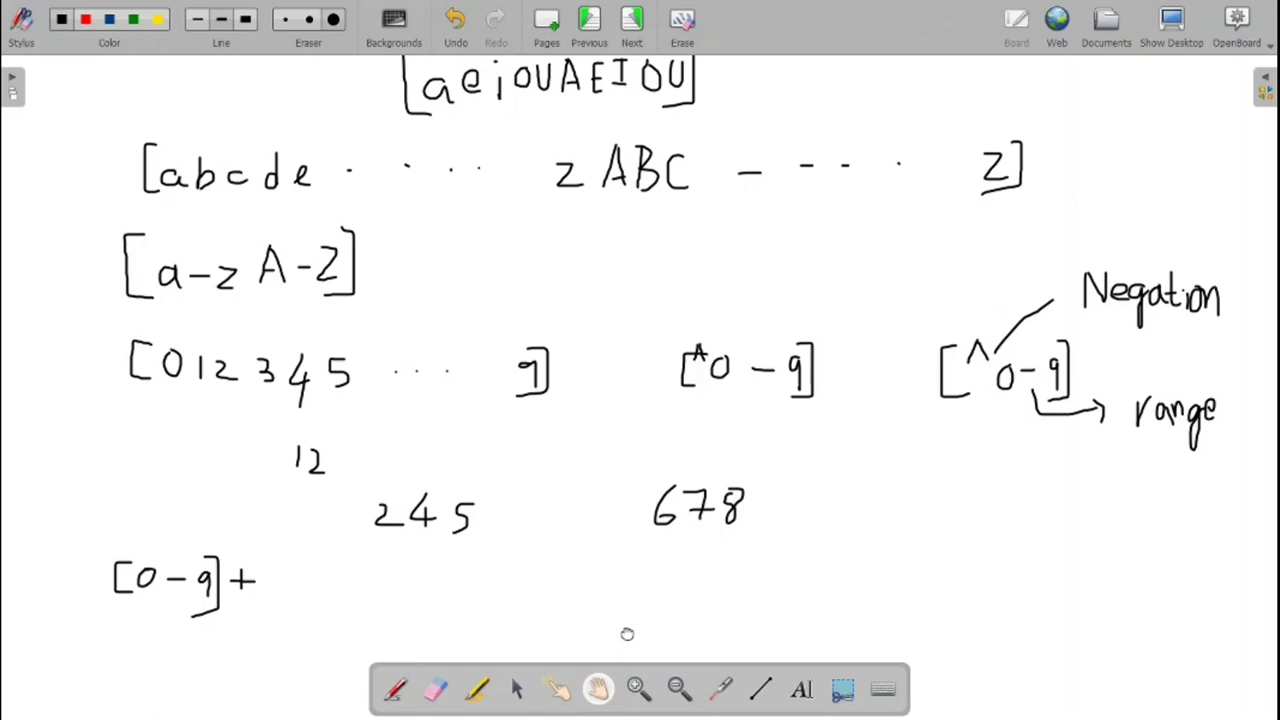 Stylus Color Line Eraser Backgrounds Undo Redo Pages Previous Next Erase Board Web Documents Show Desktop OpenBoard
[aeiouAEIOU]
[abcde . . . . z ABC - - - . Z]
[a-z A-Z]
Negation
[012345 . . . 9] [^0-9] [^0-9]
range
12
245 678
[0-9]+